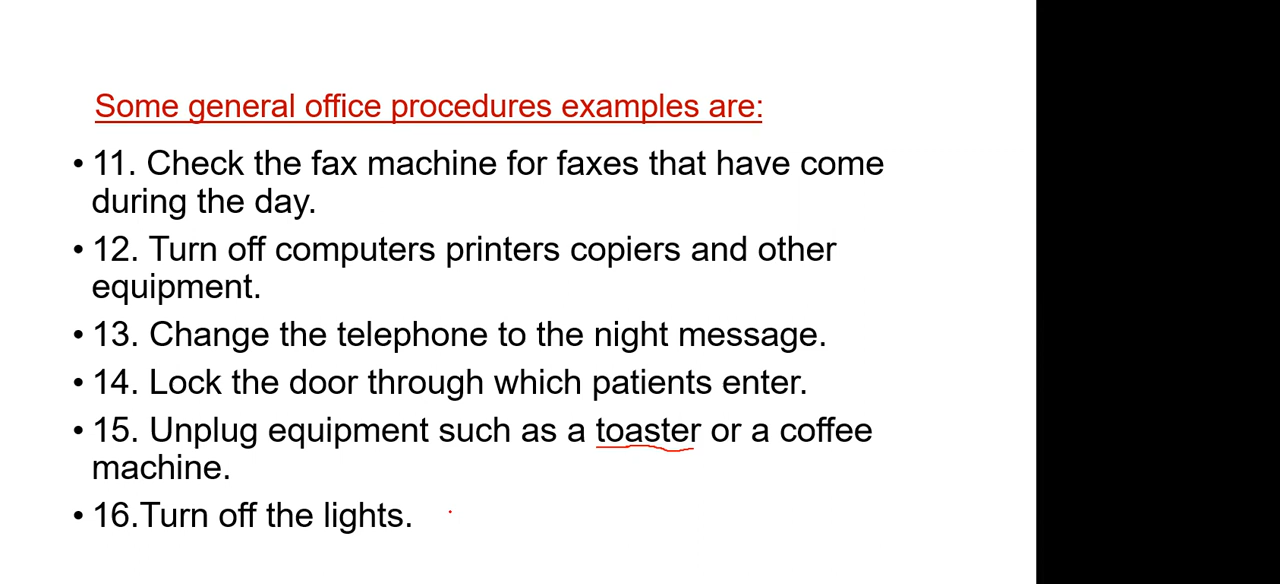 Some general office procedures examples are:
• 11. Check the fax machine for faxes that have come
during the day.
• 12. Turn off computers printers copiers and other
equipment.
• 13. Change the telephone to the night message.
• 14. Lock the door through which patients enter.
• 15. Unplug equipment such as a toaster or a coffee
machine.
• 16.Turn off the lights.